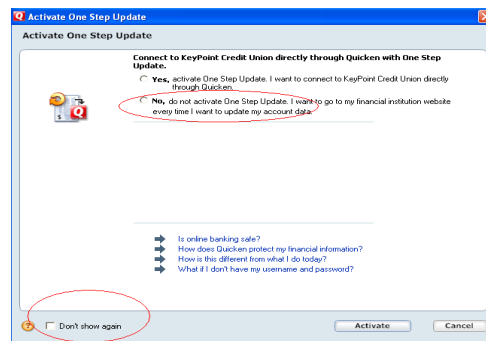 Activate One Step Update
Activate One Step Update
Connect to KeyPoint Credit Union directly through Quicken with One Step
Update.
Yes, activate One Step Update. I want to connect to KeyPoint Credit Union directly
through Quicken.
No, do not activate One Step Update. I want to go to my financial institution website
every time I want to update my account data.
Is online banking safe?
How does Quicken protect my financial information?
How is this different from what I do today?
What if I don't have my username and password?
? Don't show again
Activate
Cancel